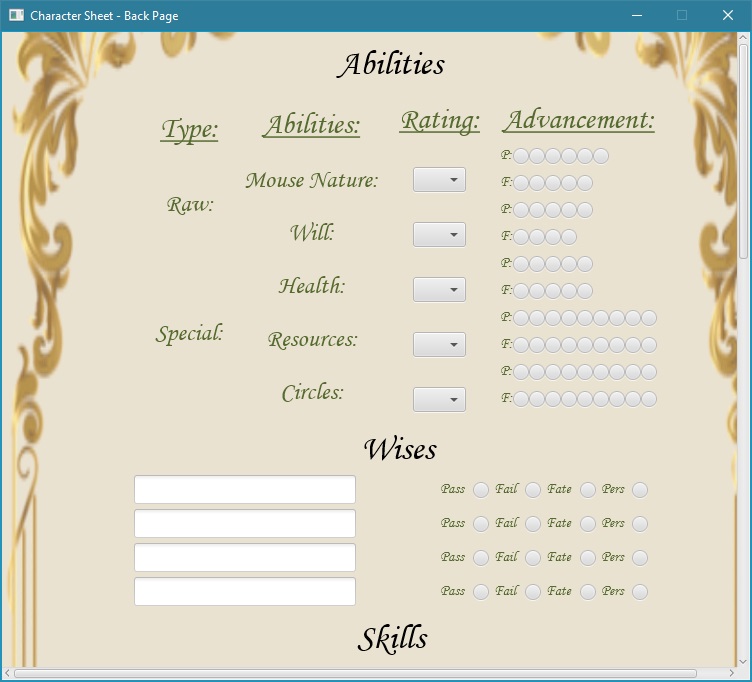 Character Sheet - Back Page
Abilities
Type: Abilities: Rating: Advancement:
P:
Mouse Nature: F:
Raw: P:
Will: F:
P:
Health: F:
P:
Special: Resources: F:
P:
Circles: F:
Wises
Pass Fail Fate Pers
Pass Fail Fate Pers
Pass Fail Fate Pers
Pass Fail Fate Pers
Skills